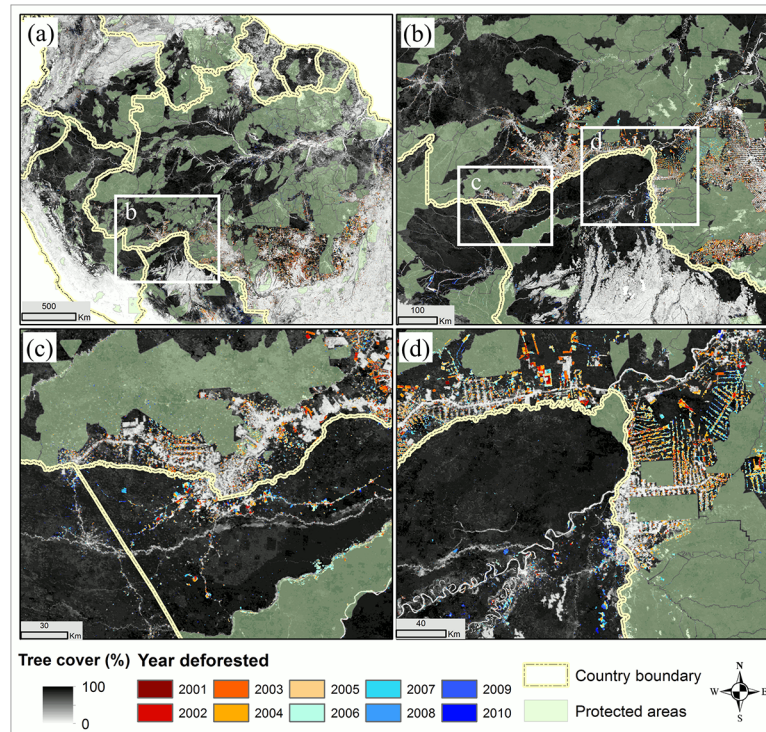 (a)
b
500
Km
(b)
d
c
100
Km
(c)
30
Km
(d)
40
Km
Tree cover (%) Year deforested
100
0
2001 2003 2005 2007 2009
2002 2004 2006 2008 2010
Country boundary
Protected areas
N
W E
S